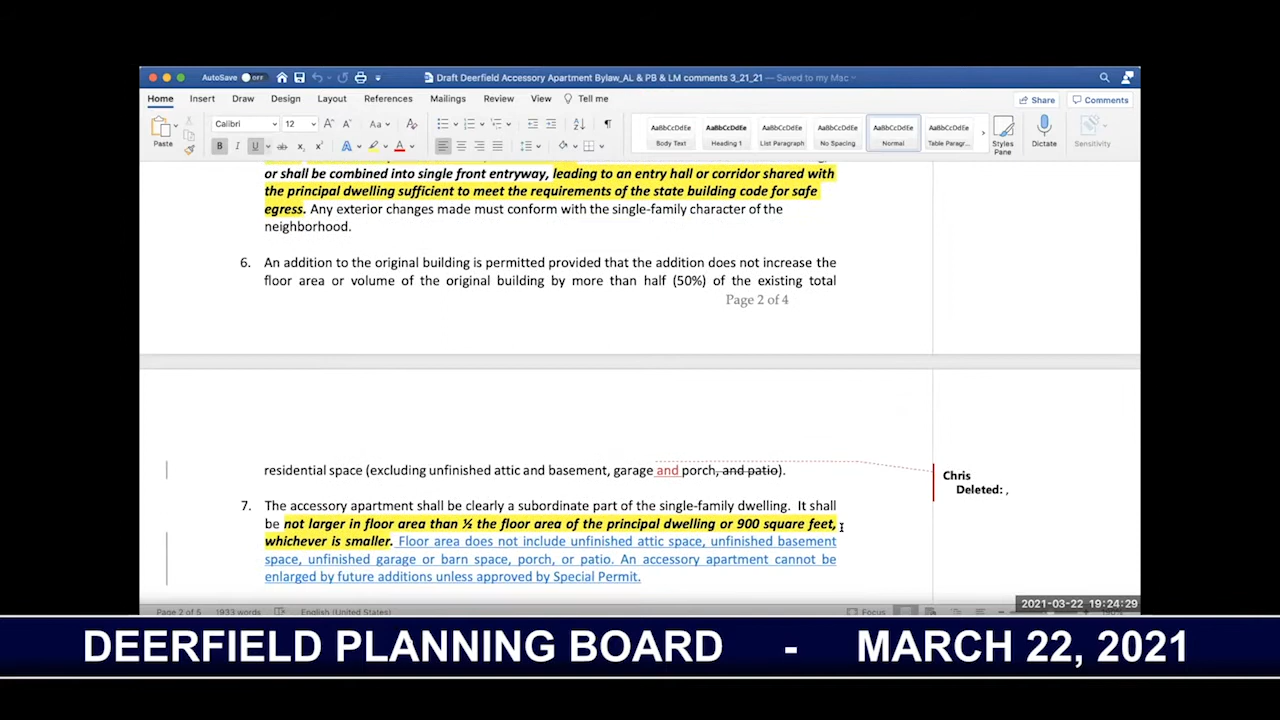 AutoSave OFF Draft Deerfield Accessory Apartment Bylaw_AL & PB & LM comments 3_21_21 — Saved to my Mac
Home Insert Draw Design Layout References Mailings Review View Tell me Share Comments
Paste Calibri 12 A A Aa A AaBbCcDdEe AaBbCcDdEe AaBbCcDdEe AaBbCcDdEe AaBbCcDdEe AaBbCcDdEe Styles Pane Dictate Sensitivity
B I U ab x x A A Body Text Heading 1 List Paragraph No Spacing Normal Table Paragr...
or shall be combined into single front entryway, leading to an entry hall or corridor shared with
the principal dwelling sufficient to meet the requirements of the state building code for safe
egress. Any exterior changes made must conform with the single-family character of the
neighborhood.
6. An addition to the original building is permitted provided that the addition does not increase the
floor area or volume of the original building by more than half (50%) of the existing total
Page 2 of 4
residential space (excluding unfinished attic and basement, garage and porch, and patio).
Chris
Deleted: ,
7. The accessory apartment shall be clearly a subordinate part of the single-family dwelling. It shall
be not larger in floor area than ½ the floor area of the principal dwelling or 900 square feet,
whichever is smaller. Floor area does not include unfinished attic space, unfinished basement
space, unfinished garage or barn space, porch, or patio. An accessory apartment cannot be
enlarged by future additions unless approved by Special Permit.
Page 2 of 5 1933 words English (United States) Focus
2021-03-22 19:24:29
DEERFIELD PLANNING BOARD - MARCH 22, 2021